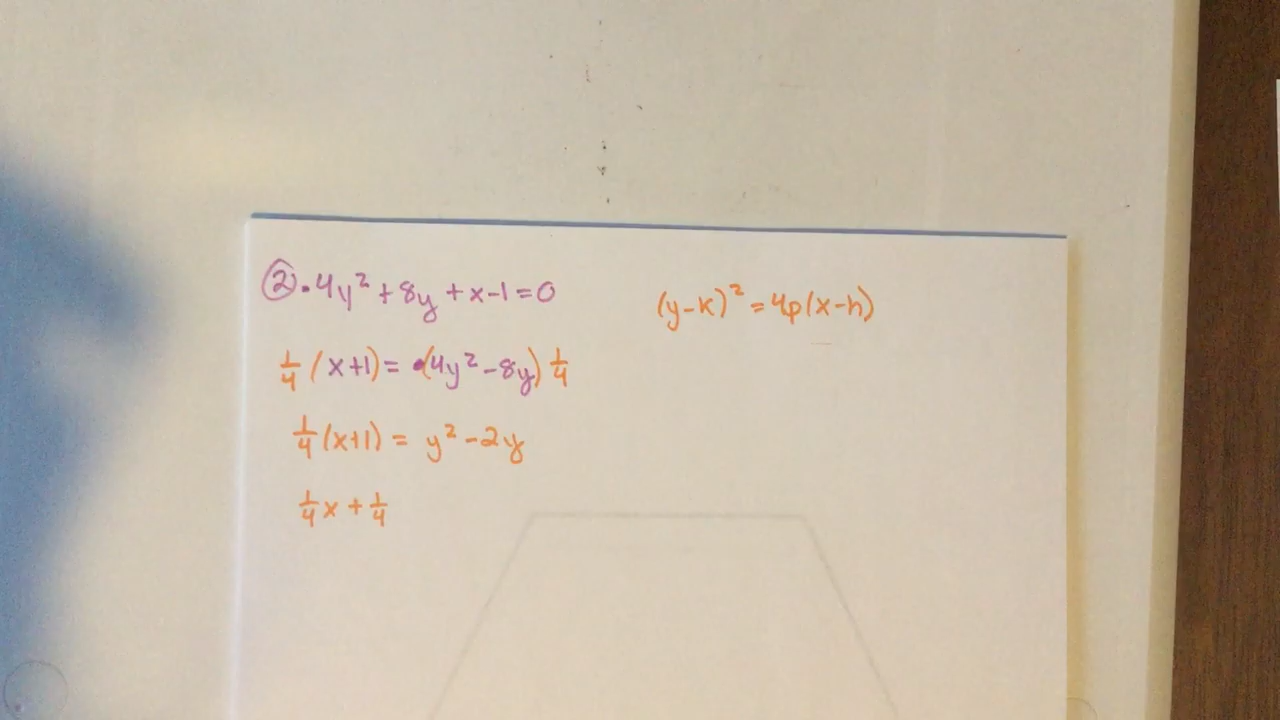 ② · 4y² + 8y + x - 1 = 0
(y-k)² = 4p(x-h)
1/4 (x+1) = (4y² - 8y) 1/4
1/4 (x+1) = y² - 2y
1/4 x + 1/4